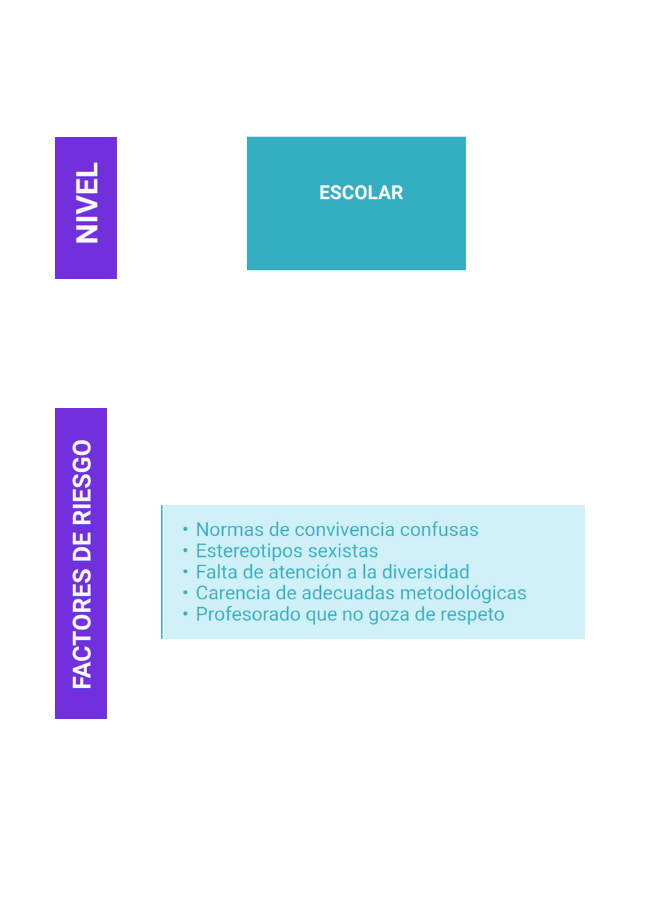 NIVEL
ESCOLAR
FACTORES DE RIESGO
• Normas de convivencia confusas
• Estereotipos sexistas
• Falta de atención a la diversidad
• Carencia de adecuadas metodológicas
• Profesorado que no goza de respeto